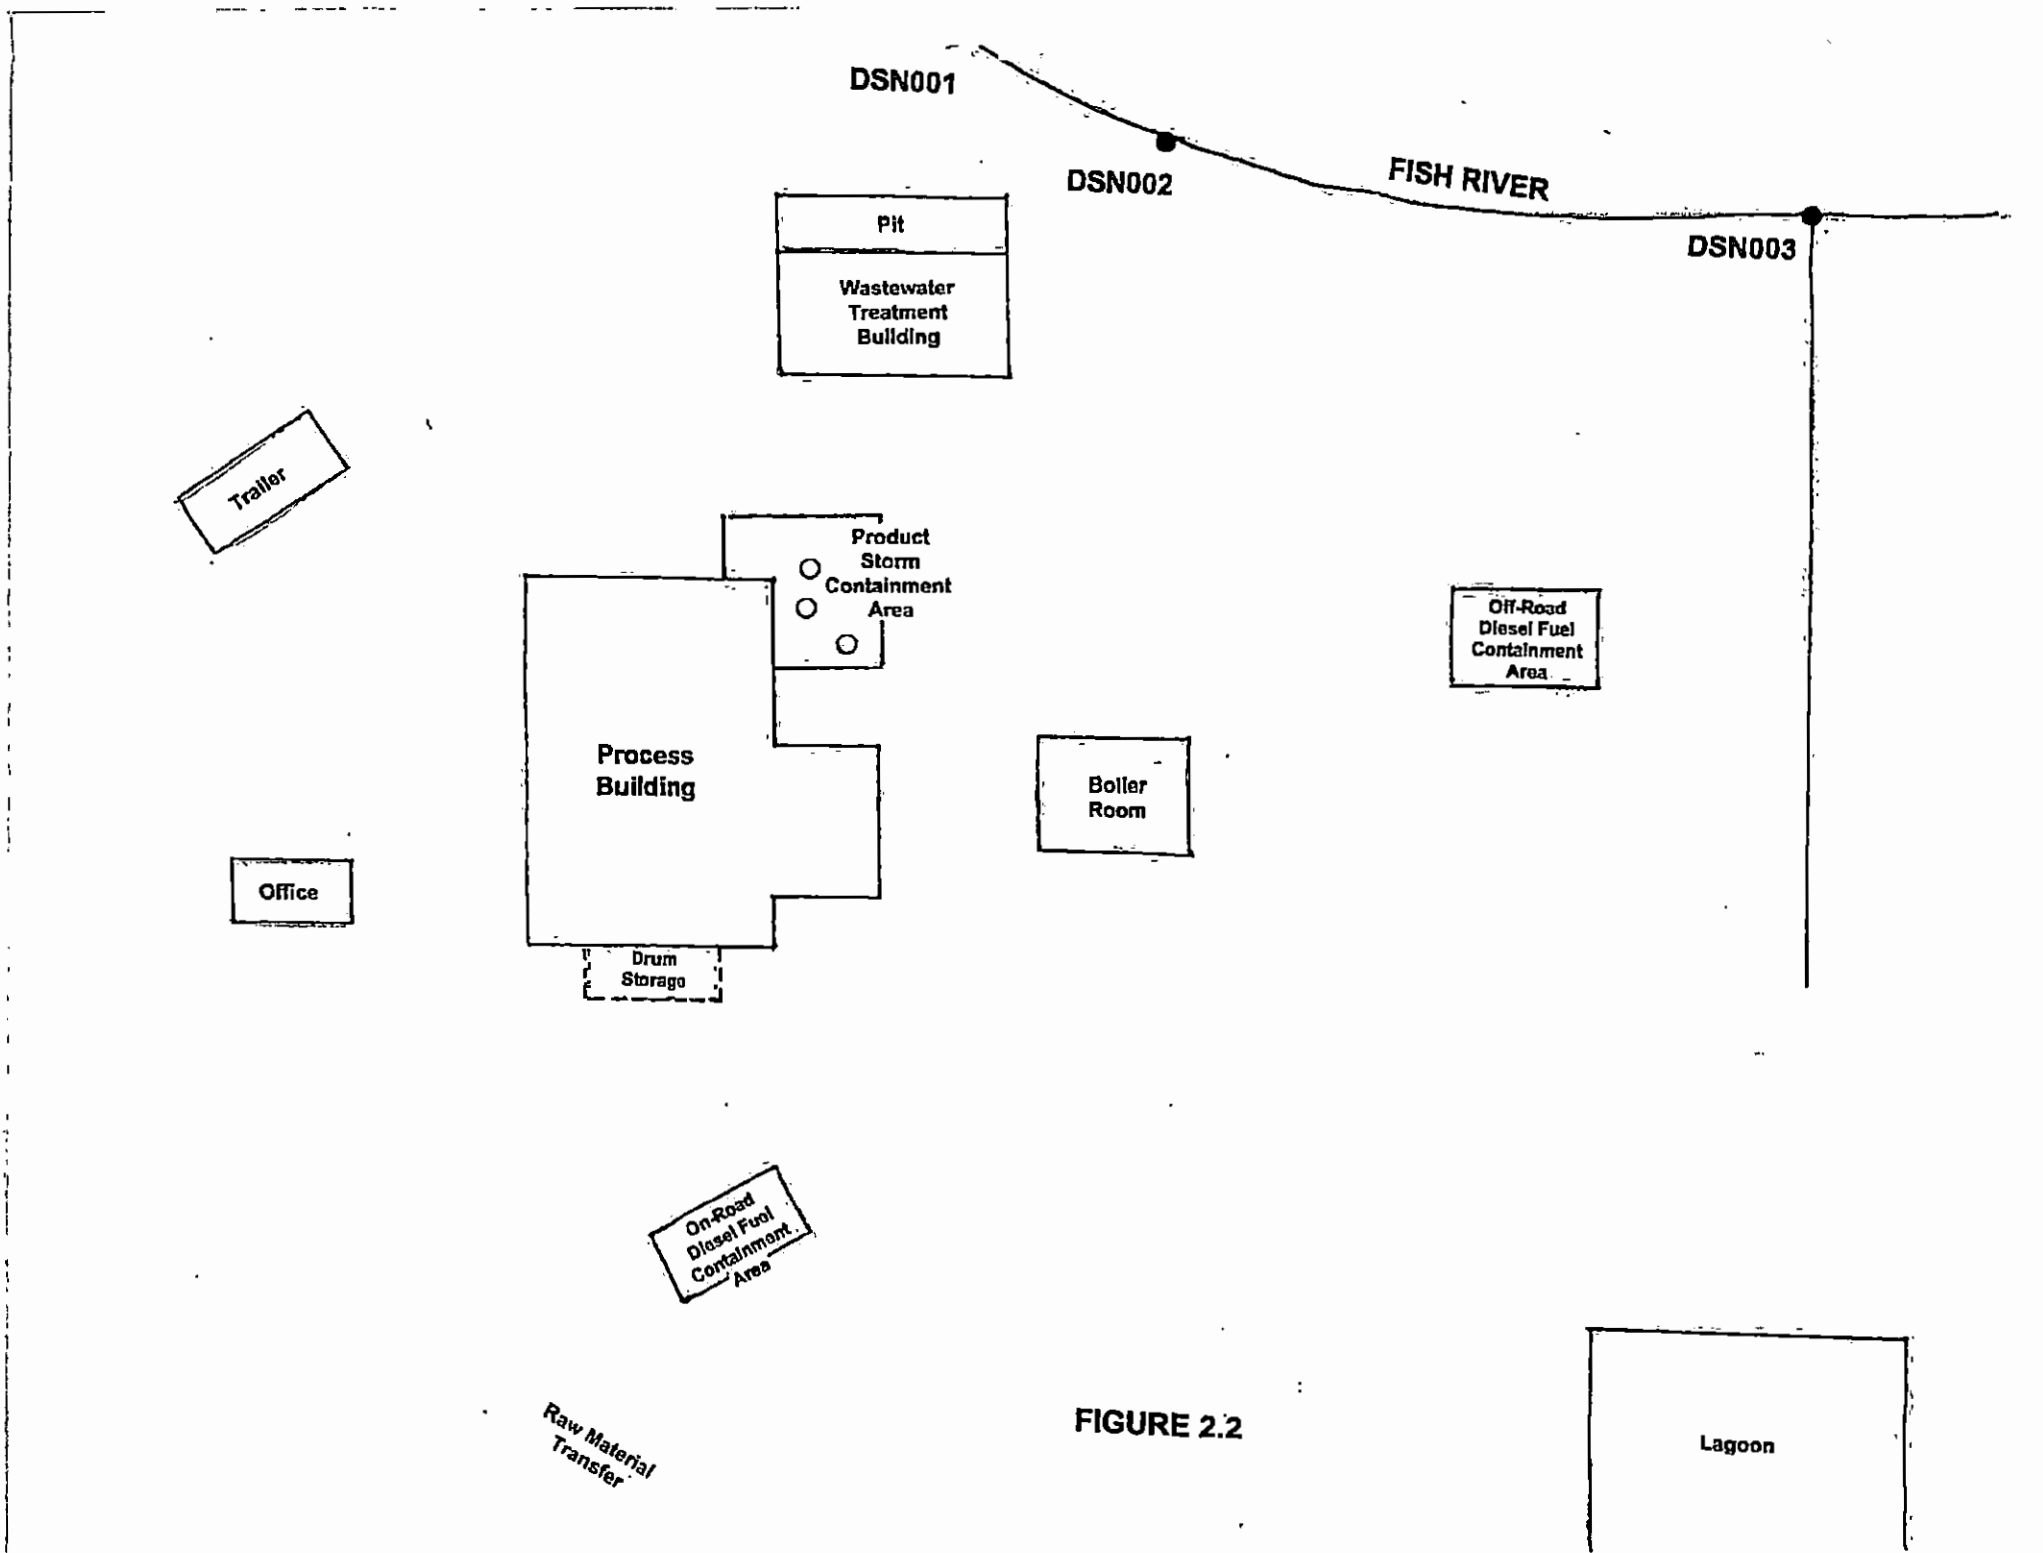 DSN001
DSN002
FISH RIVER
DSN003
Pit
Wastewater
Treatment
Building
Trailer
Product
Storm
Containment
Area
Off-Road
Diesel Fuel
Containment
Area
Process
Building
Boiler
Room
Office
Drum
Storage
On-Road
Diesel Fuel
Containment
Area
Raw Material
Transfer
FIGURE 2.2
Lagoon